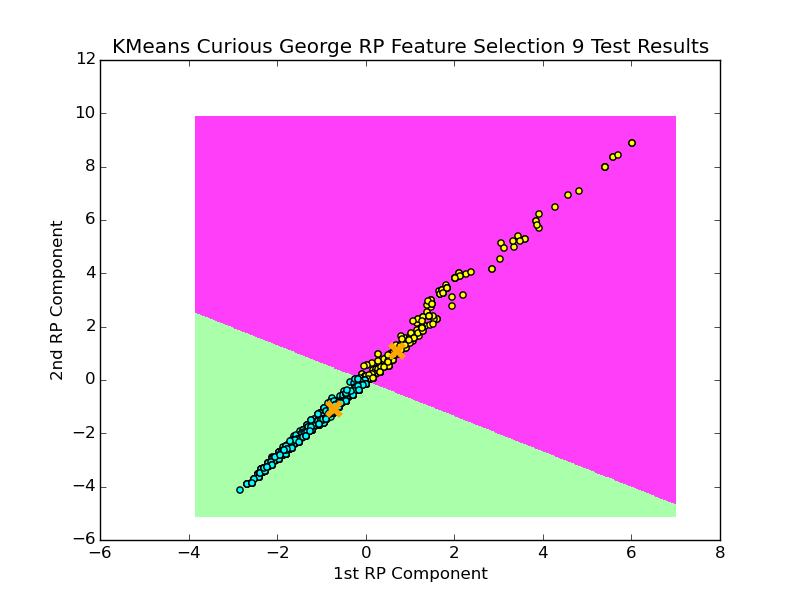 KMeans Curious George RP Feature Selection 9 Test Results
12
10
8
6
4
2
0
−2
−4
−6
2nd RP Component
−6 −4 −2 0 2 4 6 8
1st RP Component